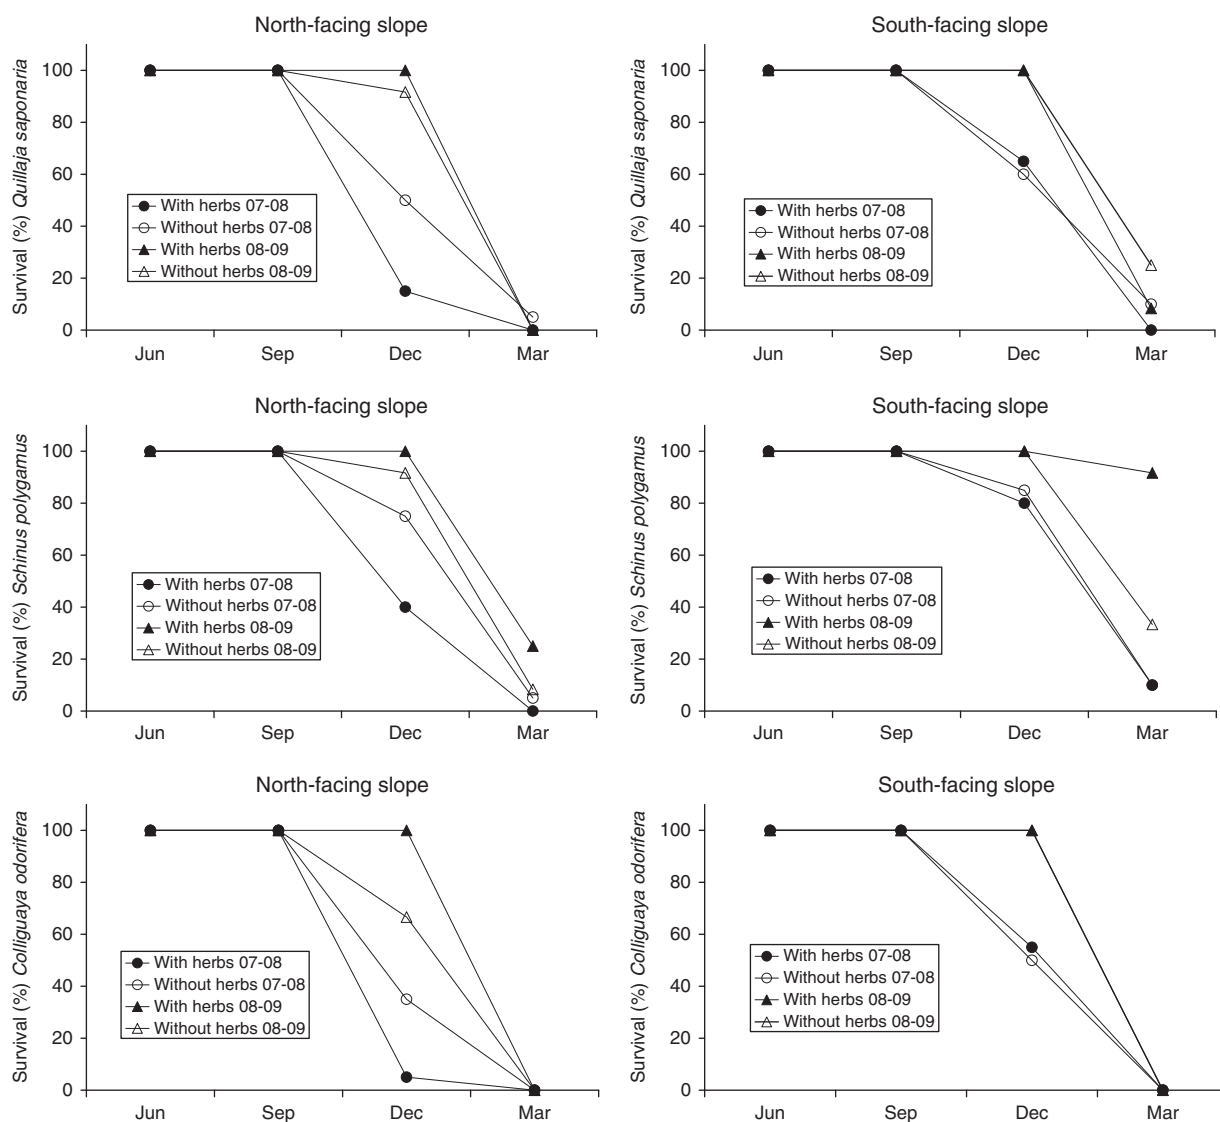 North-facing slope
Survival (%) Quillaja saponaria
100
80
60
40
20
0
With herbs 07-08
Without herbs 07-08
With herbs 08-09
Without herbs 08-09
Jun Sep Dec Mar
South-facing slope
Survival (%) Quillaja saponaria
100
80
60
40
20
0
With herbs 07-08
Without herbs 07-08
With herbs 08-09
Without herbs 08-09
Jun Sep Dec Mar
North-facing slope
Survival (%) Schinus polygamus
100
80
60
40
20
0
With herbs 07-08
Without herbs 07-08
With herbs 08-09
Without herbs 08-09
Jun Sep Dec Mar
South-facing slope
Survival (%) Schinus polygamus
100
80
60
40
20
0
With herbs 07-08
Without herbs 07-08
With herbs 08-09
Without herbs 08-09
Jun Sep Dec Mar
North-facing slope
Survival (%) Colliguaya odorifera
100
80
60
40
20
0
With herbs 07-08
Without herbs 07-08
With herbs 08-09
Without herbs 08-09
Jun Sep Dec Mar
South-facing slope
Survival (%) Colliguaya odorifera
100
80
60
40
20
0
With herbs 07-08
Without herbs 07-08
With herbs 08-09
Without herbs 08-09
Jun Sep Dec Mar